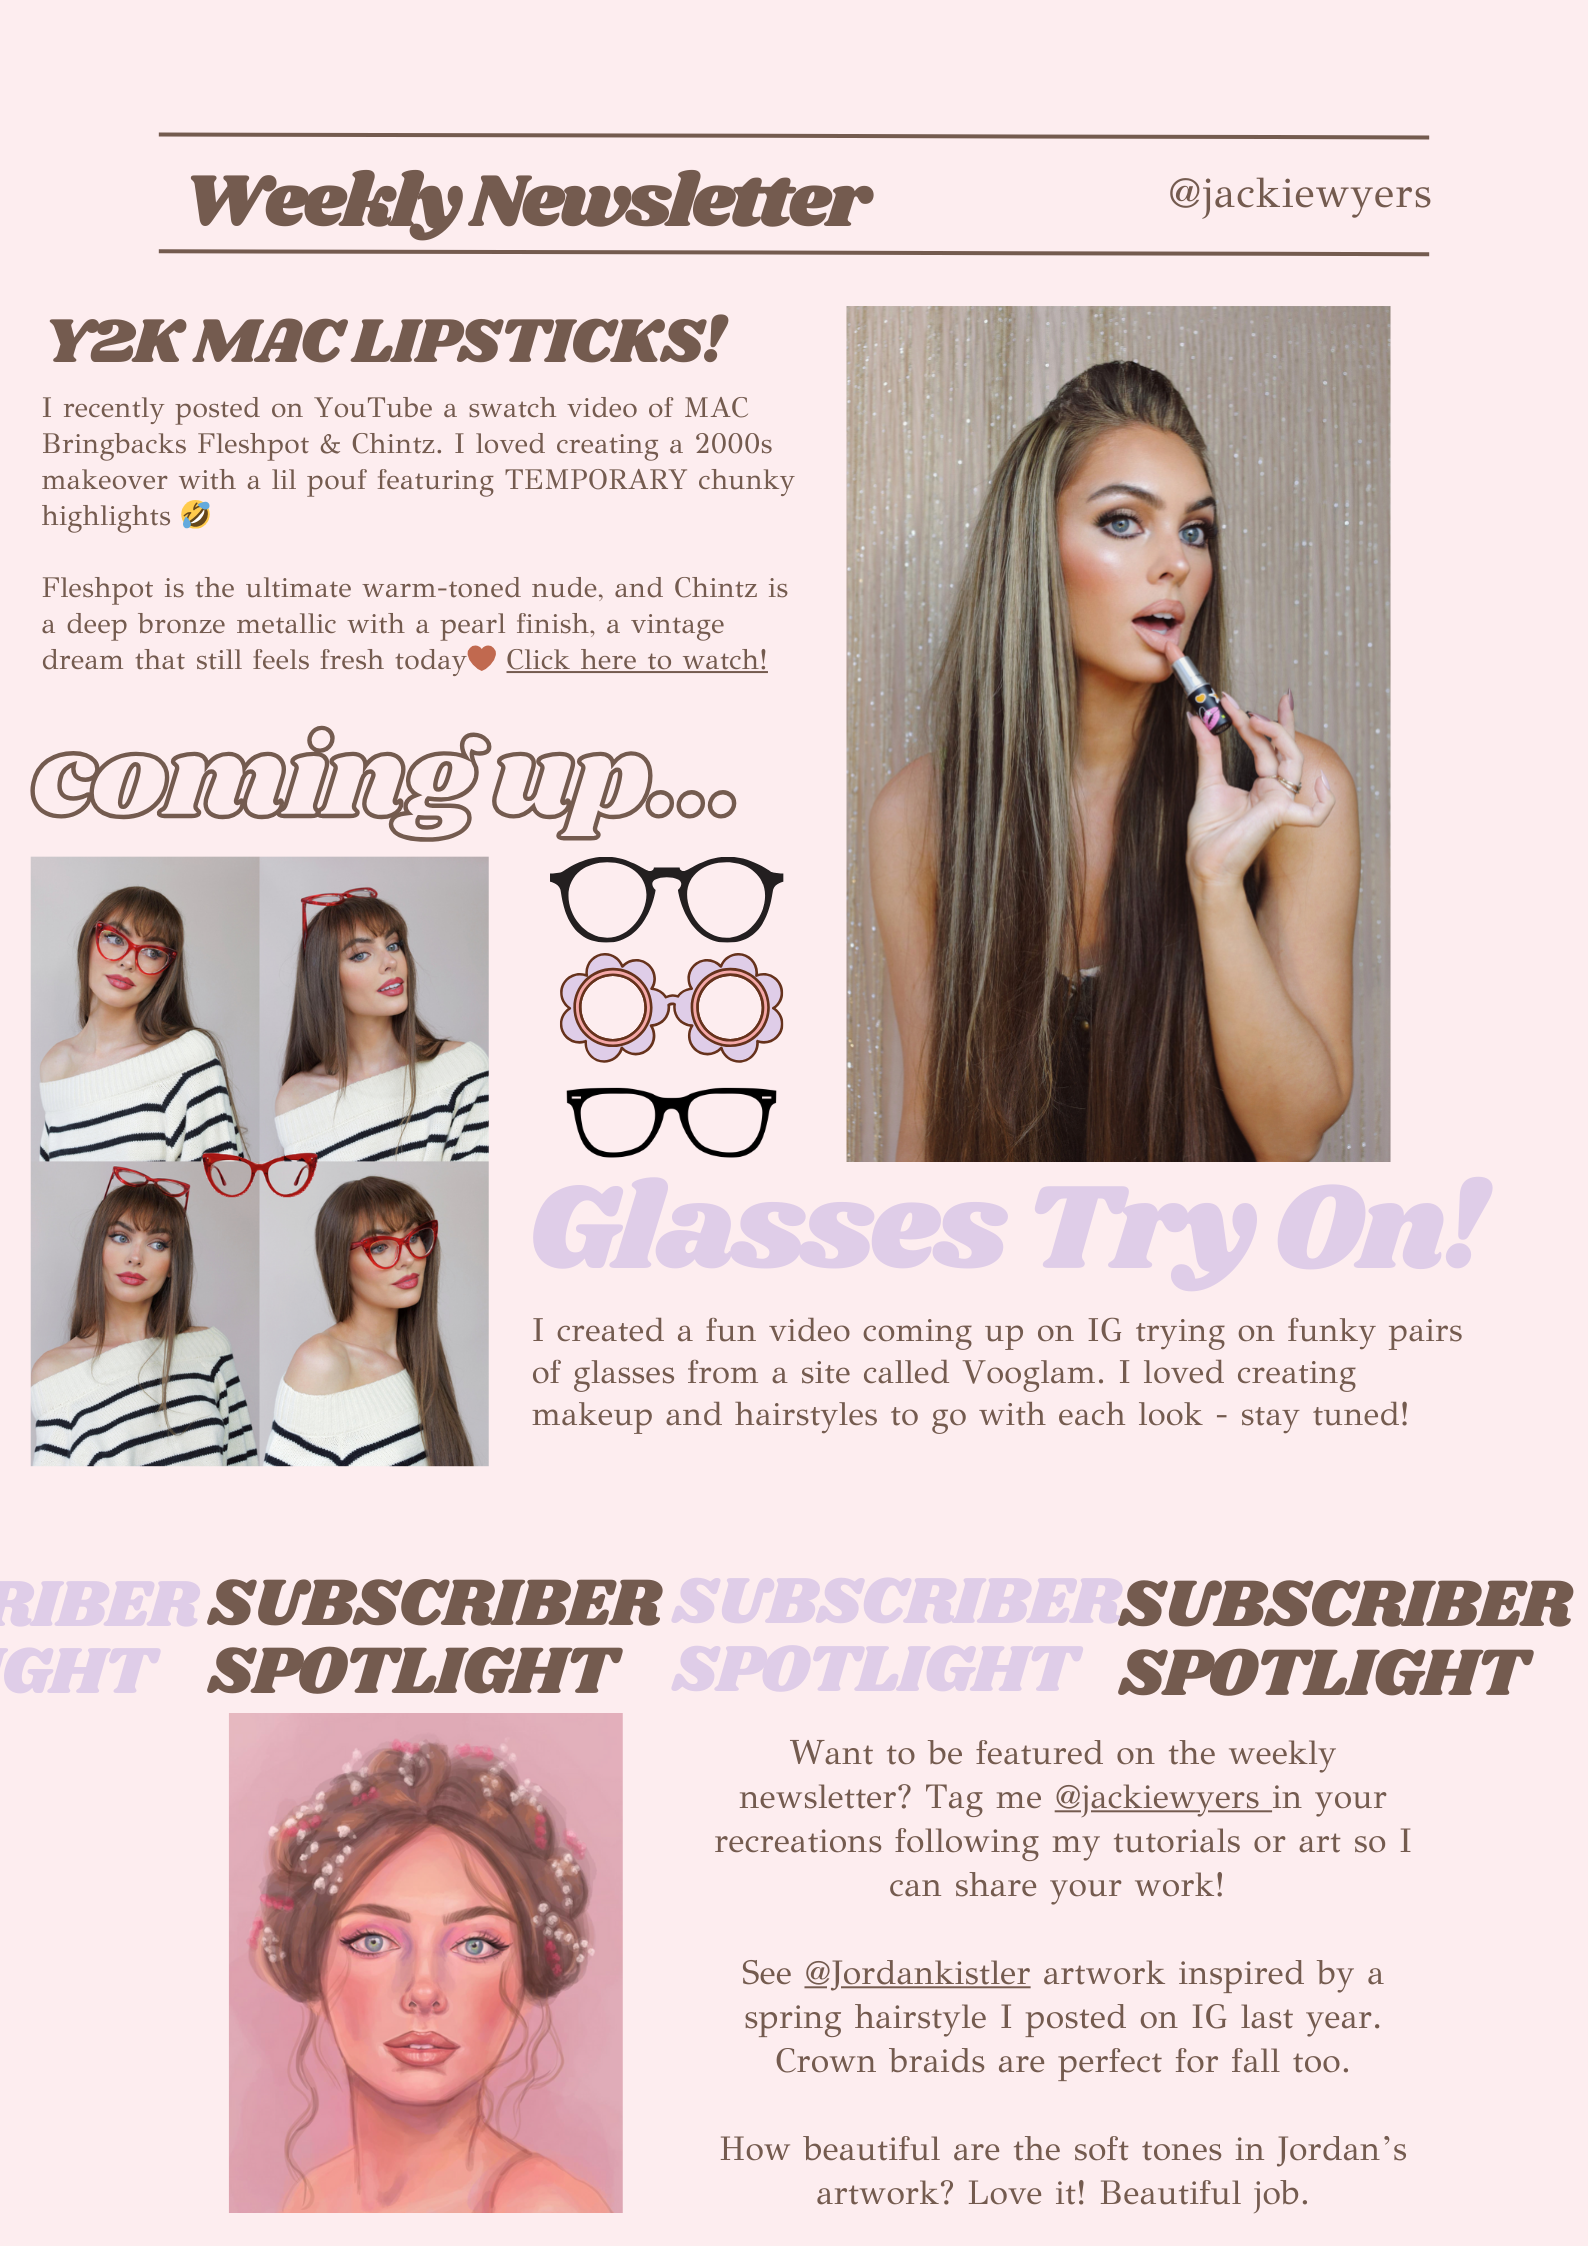 Weekly Newsletter
@jackiewyers
Y2K MAC LIPSTICKS!
I recently posted on YouTube a swatch video of MAC
Bringbacks Fleshpot & Chintz. I loved creating a 2000s
makeover with a lil pouf featuring TEMPORARY chunky
highlights 🤣
Fleshpot is the ultimate warm-toned nude, and Chintz is
a deep bronze metallic with a pearl finish, a vintage
dream that still feels fresh today❤️ Click here to watch!
coming up...
Glasses Try On!
I created a fun video coming up on IG trying on funky pairs
of glasses from a site called Vooglam. I loved creating
makeup and hairstyles to go with each look - stay tuned!
RIBER SUBSCRIBER SUBSCRIBER SUBSCRIBER
IGHT SPOTLIGHT SPOTLIGHT SPOTLIGHT
Want to be featured on the weekly
newsletter? Tag me @jackiewyers in your
recreations following my tutorials or art so I
can share your work!
See @Jordankistler artwork inspired by a
spring hairstyle I posted on IG last year.
Crown braids are perfect for fall too.
How beautiful are the soft tones in Jordan's
artwork? Love it! Beautiful job.